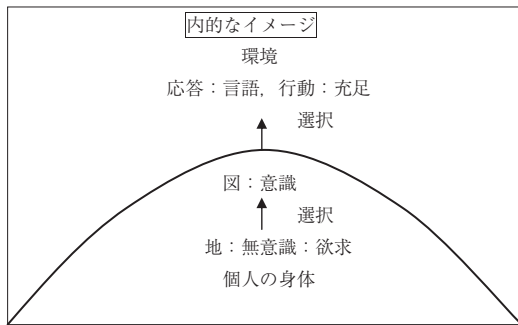 内的なイメージ
環境
応答：言語，行動：充足
選択
図：意識
選択
地：無意識：欲求
個人の身体